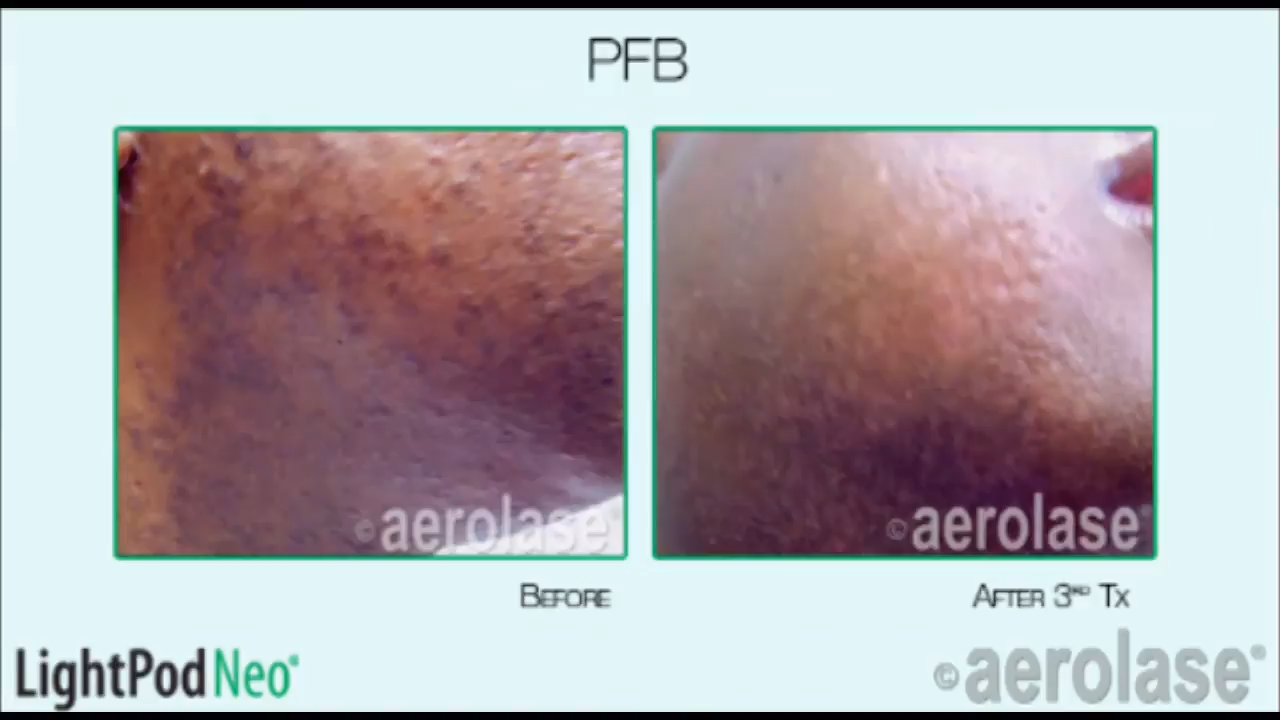 PFB
© aerolase®
© aerolase®
BEFORE
AFTER 3RD TX
LightPod Neo®
© aerolase®